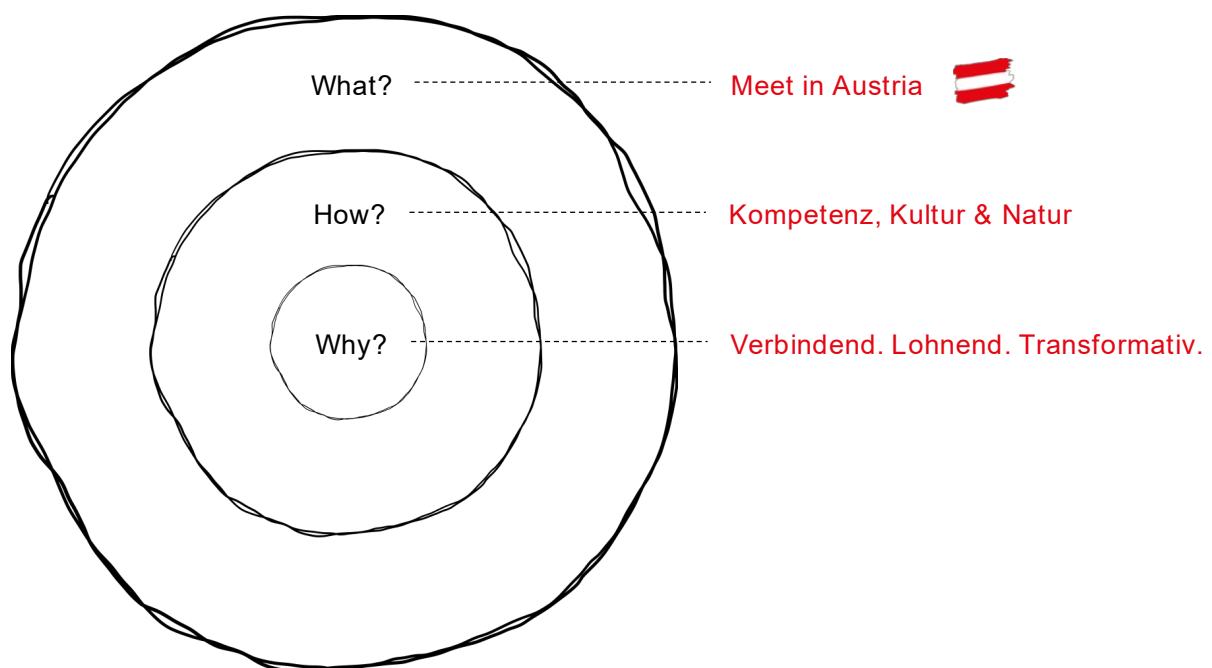 What? Meet in Austria
How? Kompetenz, Kultur & Natur
Why? Verbindend. Lohnend. Transformativ.